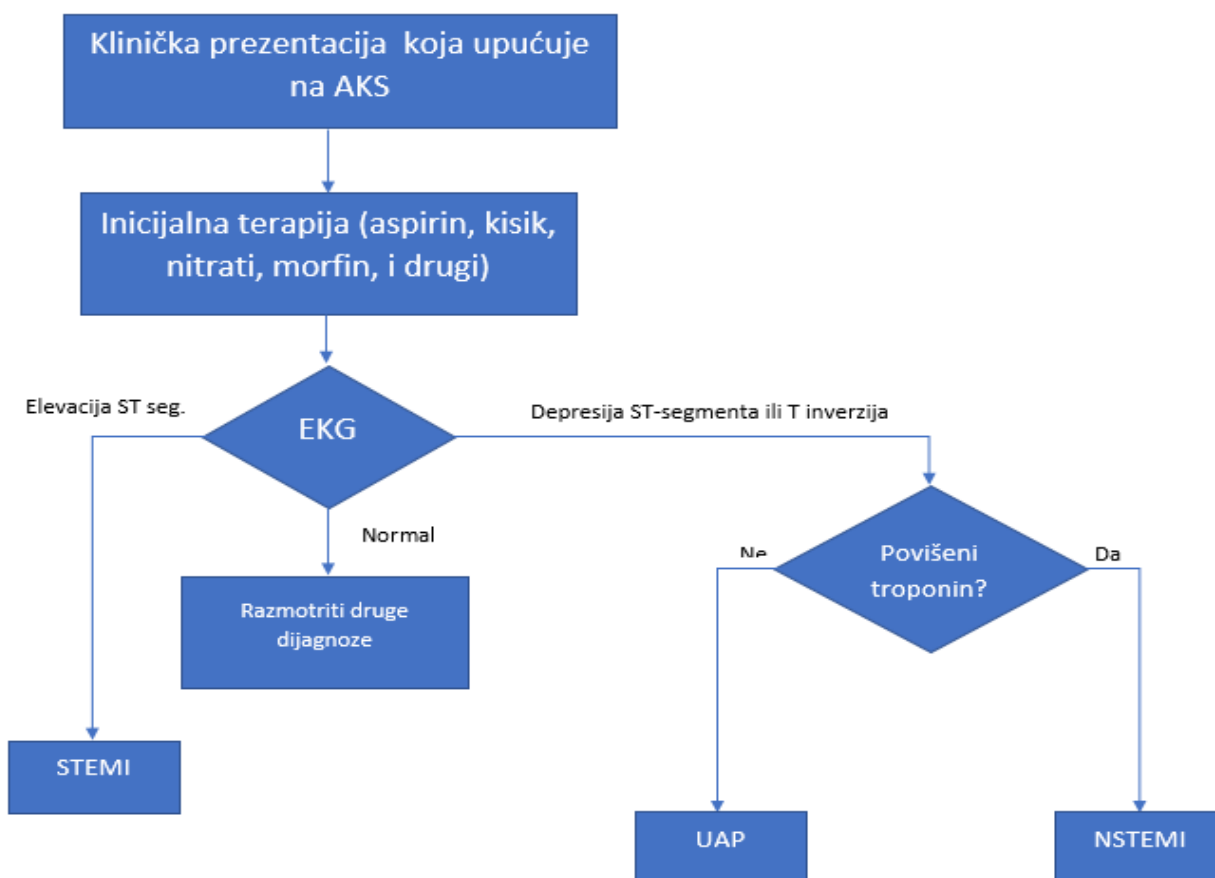 Klinička prezentacija koja upućuje
na AKS
Inicijalna terapija (aspirin, kisik,
nitrati, morfin, i drugi)
Elevacija ST seg.
EKG
Depresija ST-segmenta ili T inverzija
Normal
Ne
Povišeni
troponin?
Da
Razmotriti druge
dijagnoze
STEMI
UAP
NSTEMI